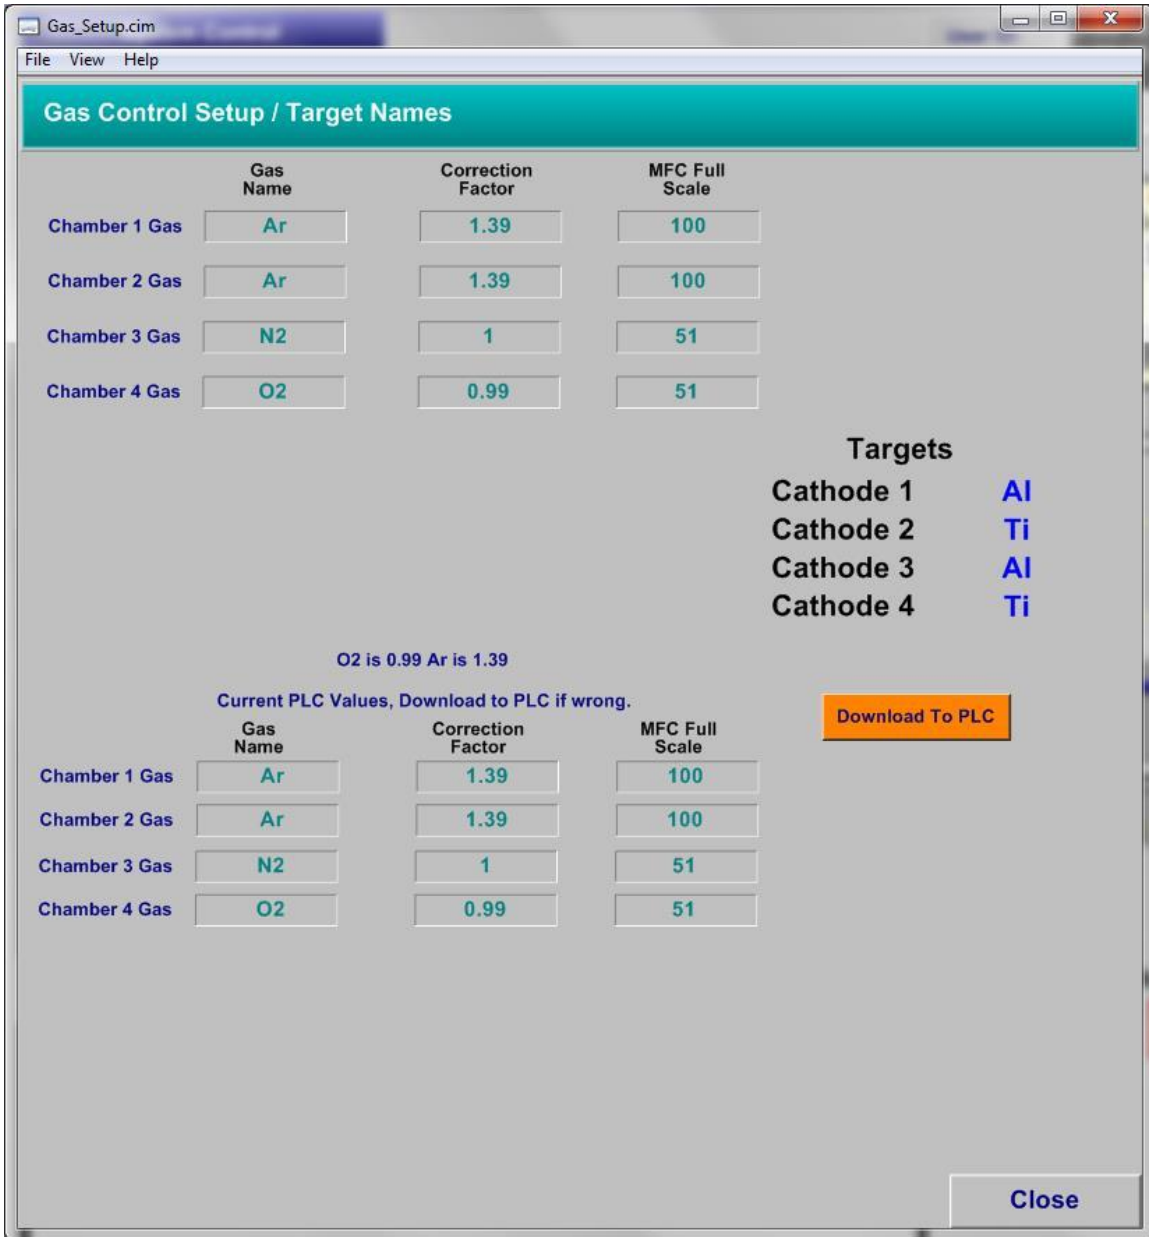 Gas_Setup.cim
File View Help
Gas Control Setup / Target Names
Gas Name Correction Factor MFC Full Scale
Chamber 1 Gas Ar 1.39 100
Chamber 2 Gas Ar 1.39 100
Chamber 3 Gas N2 1 51
Chamber 4 Gas O2 0.99 51
Targets
Cathode 1 Al
Cathode 2 Ti
Cathode 3 Al
Cathode 4 Ti
O2 is 0.99 Ar is 1.39
Current PLC Values, Download to PLC if wrong.
Download To PLC
Gas Name Correction Factor MFC Full Scale
Chamber 1 Gas Ar 1.39 100
Chamber 2 Gas Ar 1.39 100
Chamber 3 Gas N2 1 51
Chamber 4 Gas O2 0.99 51
Close